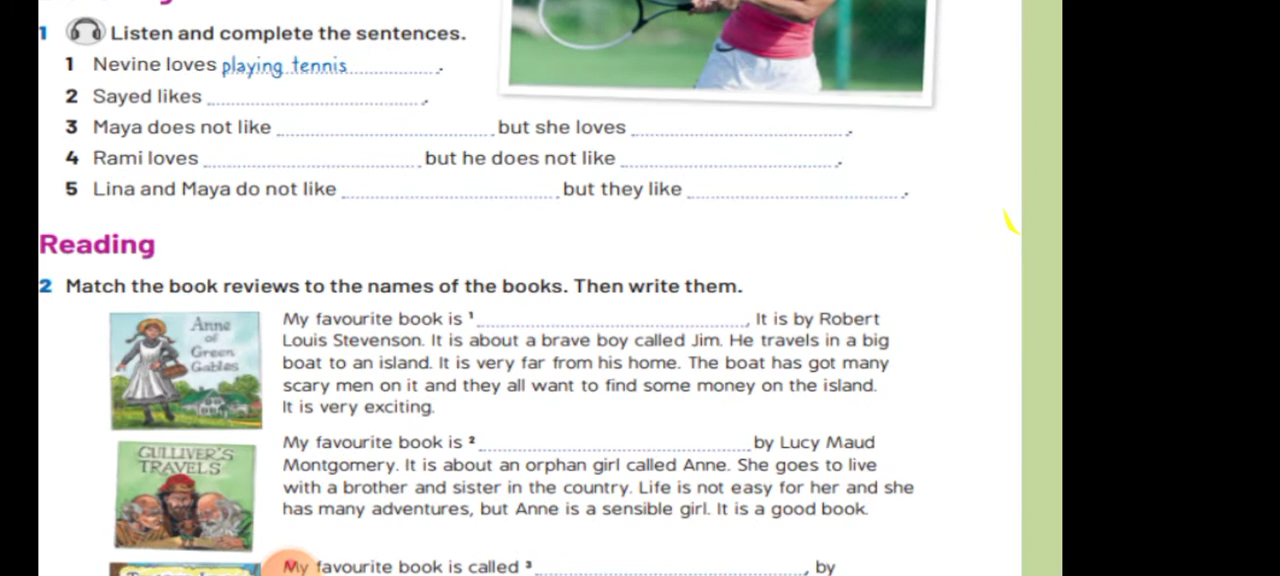 1 Listen and complete the sentences.
1 Nevine loves playing tennis.
2 Sayed likes .
3 Maya does not like but she loves .
4 Rami loves but he does not like .
5 Lina and Maya do not like but they like .
Reading
2 Match the book reviews to the names of the books. Then write them.
Anne
of
Green
Gables
My favourite book is ¹ . It is by Robert
Louis Stevenson. It is about a brave boy called Jim. He travels in a big
boat to an island. It is very far from his home. The boat has got many
scary men on it and they all want to find some money on the island.
It is very exciting.
GULLIVER'S
TRAVELS
My favourite book is ² by Lucy Maud
Montgomery. It is about an orphan girl called Anne. She goes to live
with a brother and sister in the country. Life is not easy for her and she
has many adventures, but Anne is a sensible girl. It is a good book.
My favourite book is called ³ , by